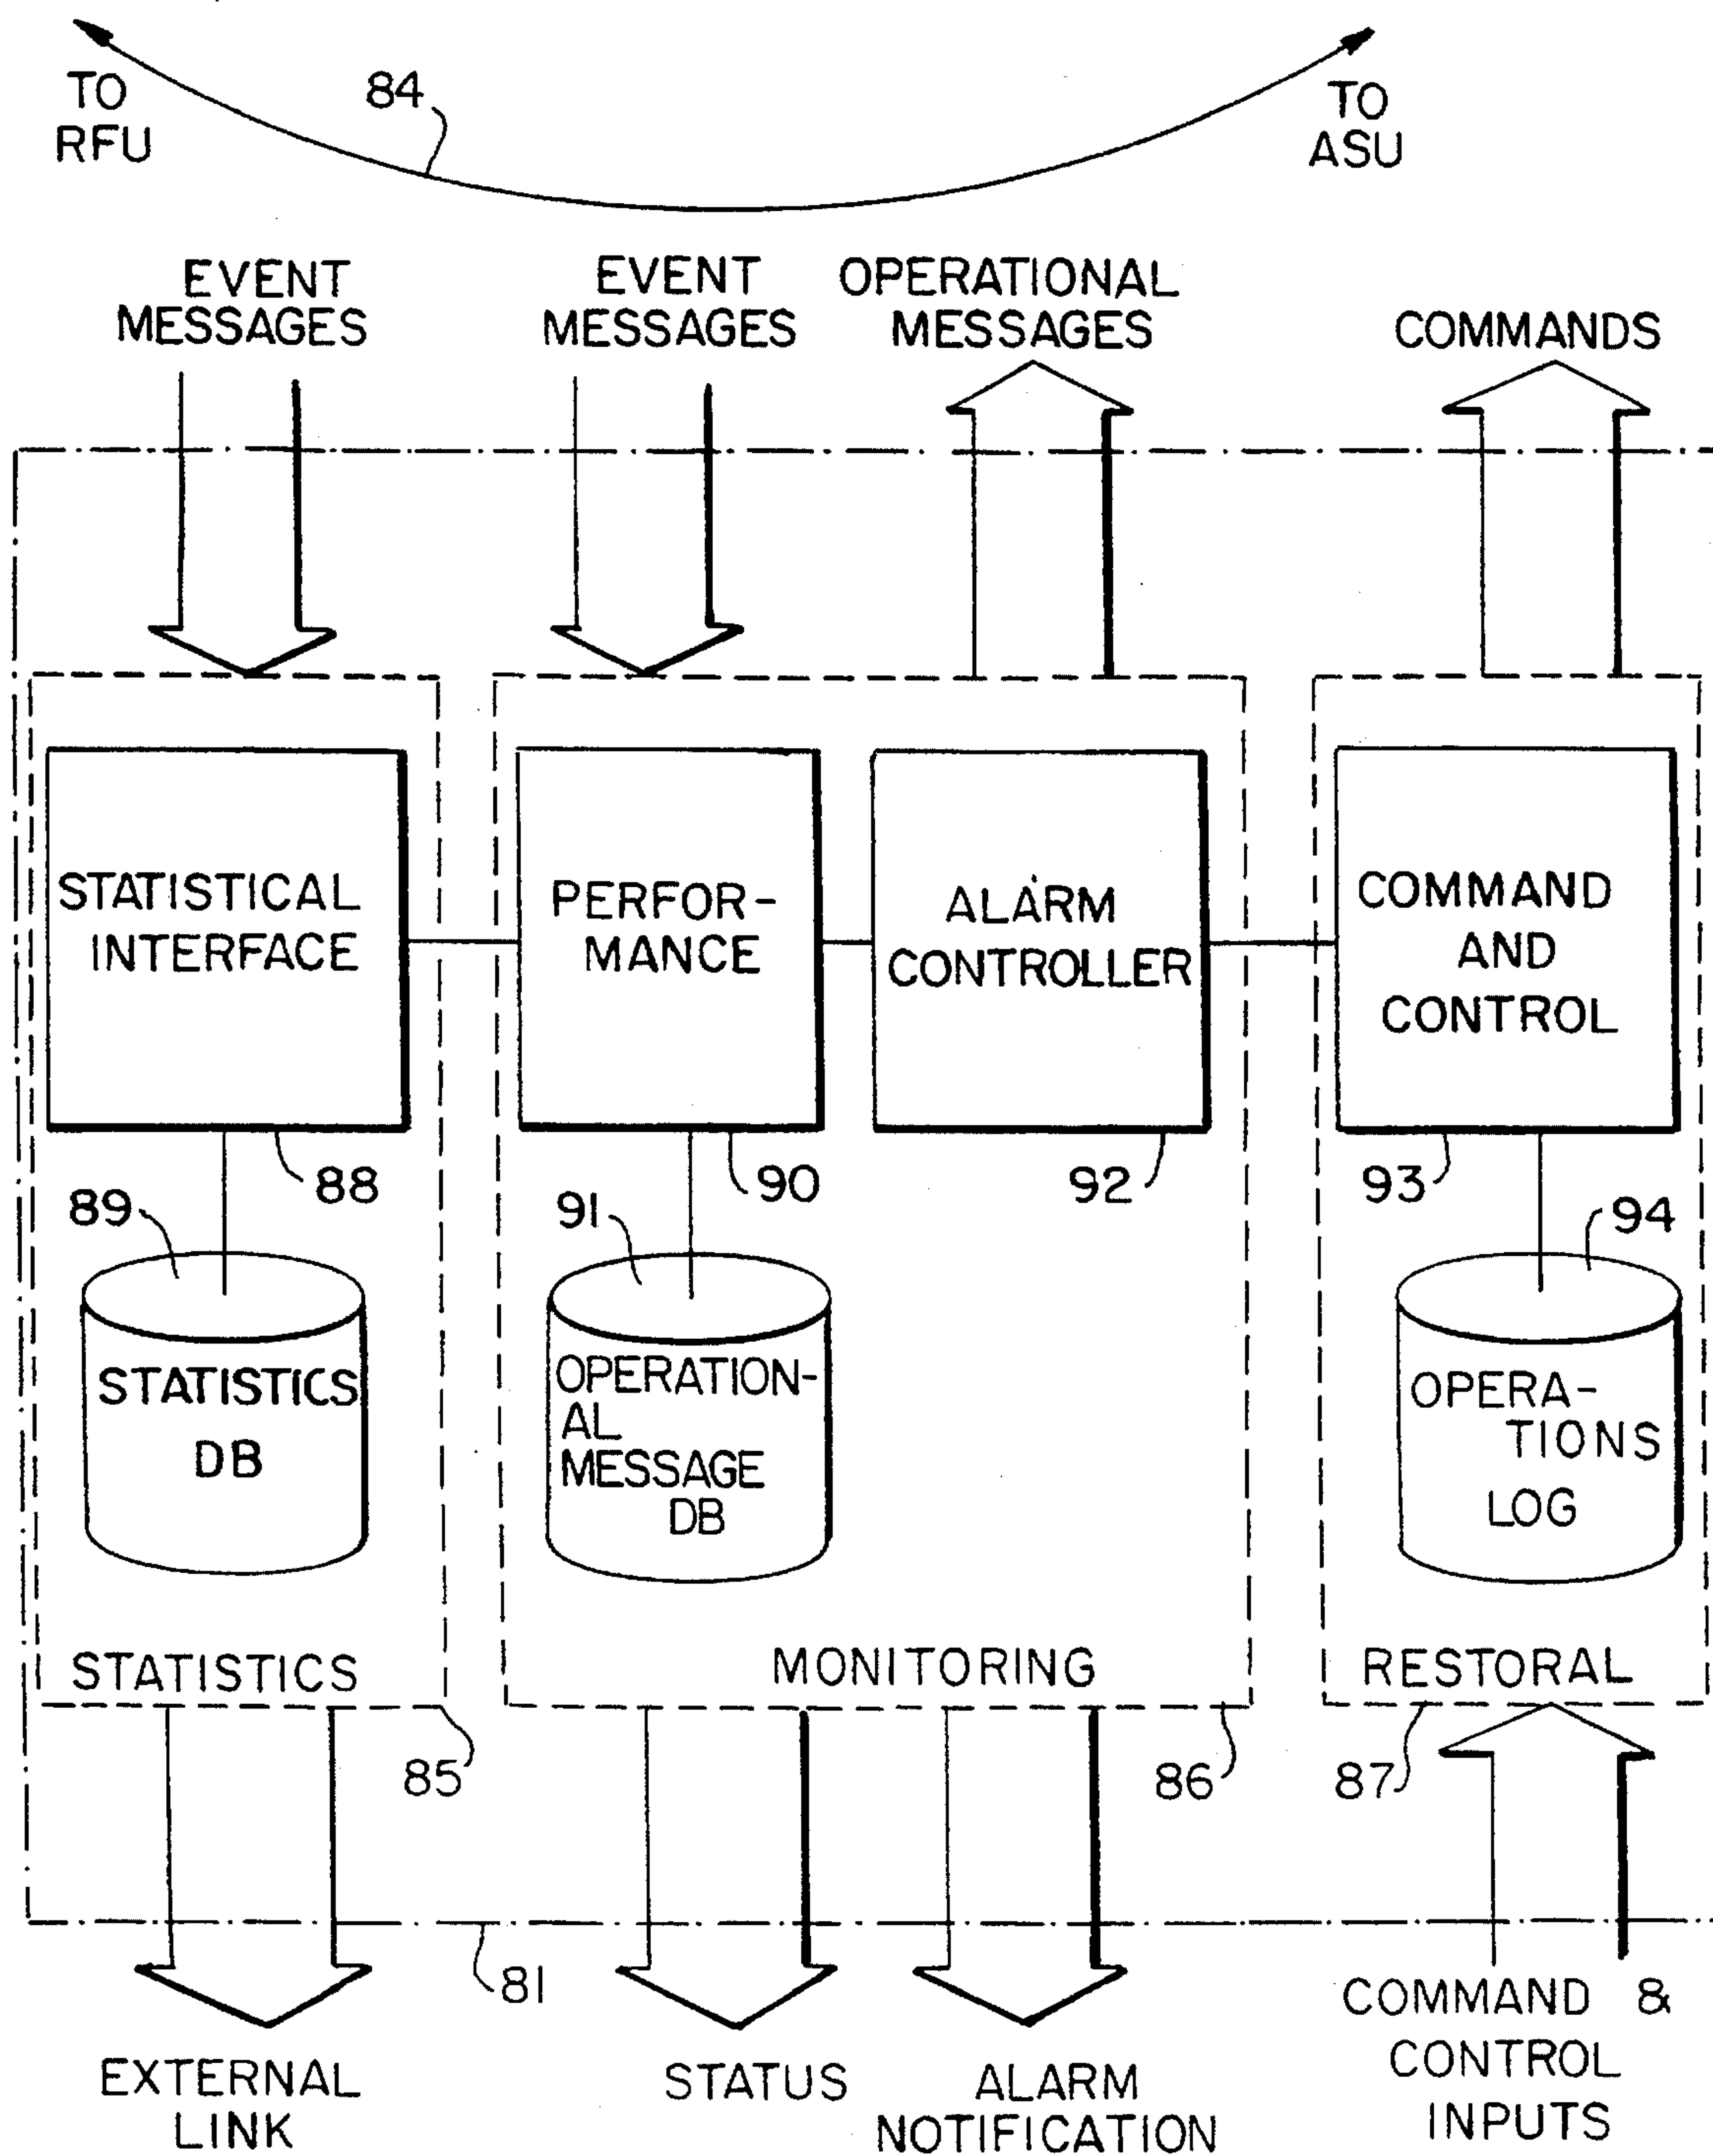 TO
RFU
84
TO
ASU
EVENT
MESSAGES
EVENT
MESSAGES
OPERATIONAL
MESSAGES
COMMANDS
STATISTICAL
INTERFACE
PERFOR-
MANCE
ALARM
CONTROLLER
COMMAND
AND
CONTROL
88
90
92
93
89
91
94
STATISTICS
DB
OPERATION-
AL
MESSAGE
DB
OPERA-
TIONS
LOG
STATISTICS
MONITORING
RESTORAL
85
86
87
81
EXTERNAL
LINK
STATUS
ALARM
NOTIFICATION
COMMAND &
CONTROL
INPUTS